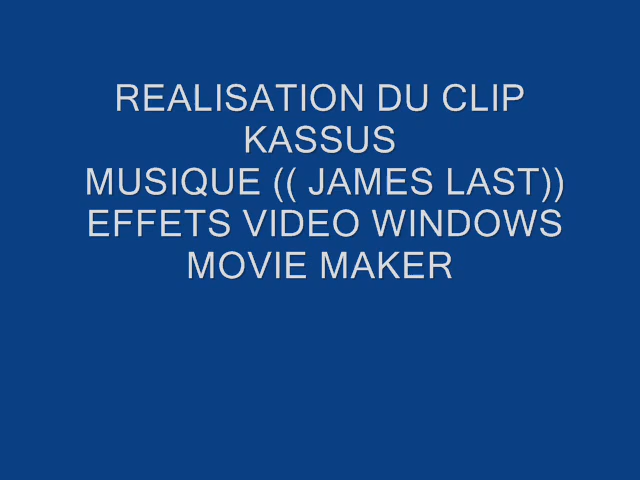 REALISATION DU CLIP
KASSUS
MUSIQUE (( JAMES LAST))
EFFETS VIDEO WINDOWS
MOVIE MAKER